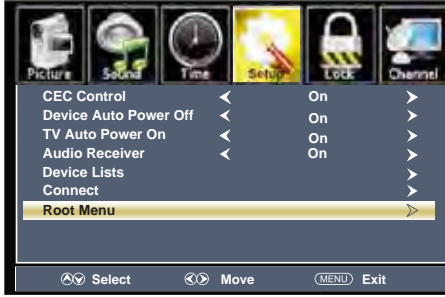 Picture Sound Time Setup Lock Channel
CEC Control On
Device Auto Power Off On
TV Auto Power On On
Audio Receiver On
Device Lists
Connect
Root Menu
Select Move MENU Exit